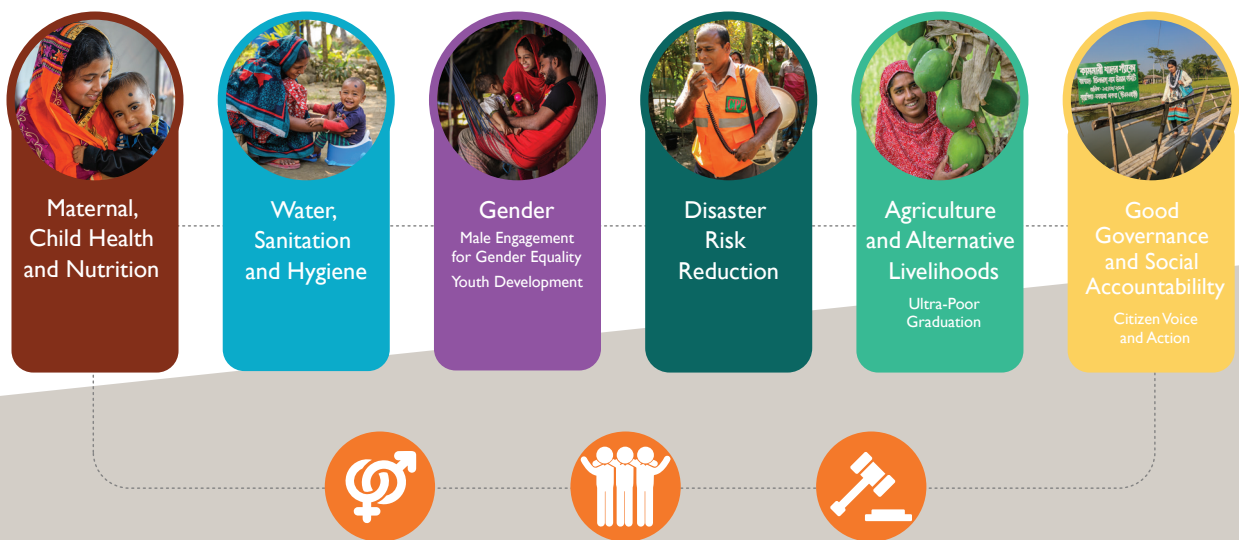 Maternal,
Child Health
and Nutrition
Water,
Sanitation
and Hygiene
Gender
Male Engagement
for Gender Equality
Youth Development
Disaster
Risk
Reduction
Agriculture
and Alternative
Livelihoods
Ultra-Poor
Graduation
Good
Governance
and Social
Accountabililty
Citizen Voice
and Action